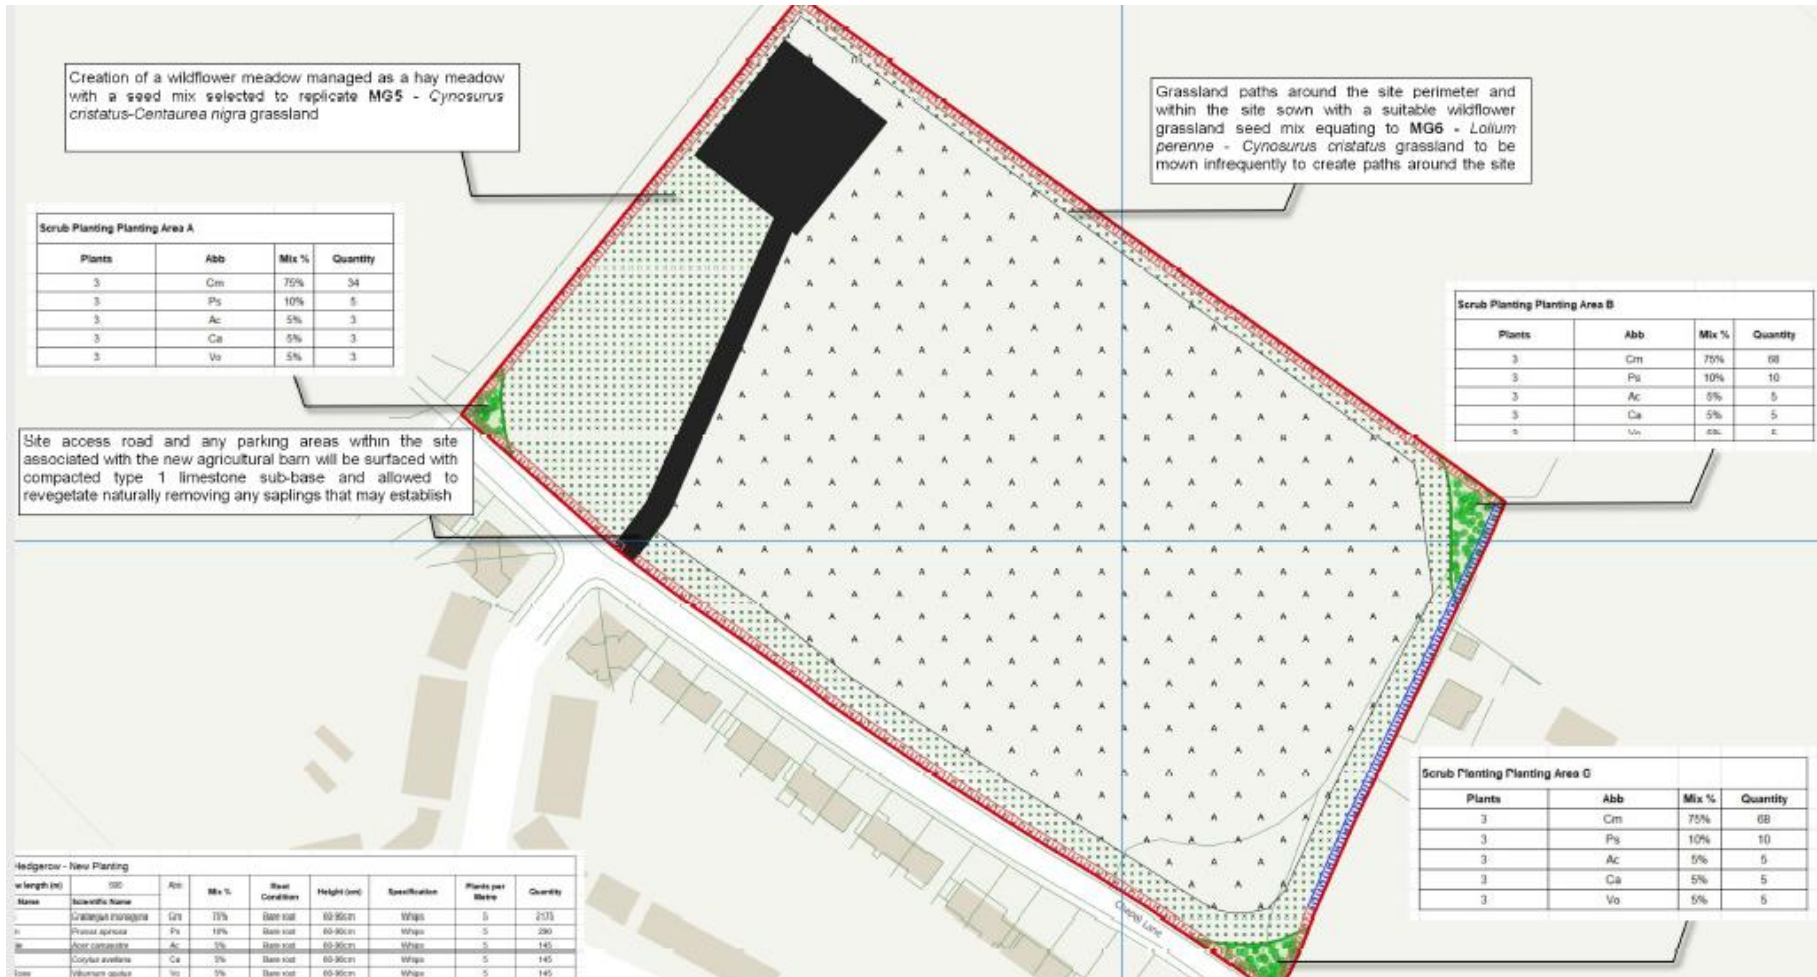 Creation of a wildflower meadow managed as a hay meadow
with a seed mix selected to replicate MG5 - Cynosurus
cristatus-Centaurea nigra grassland
Grassland paths around the site perimeter and
within the site sown with a suitable wildflower
grassland seed mix equating to MG6 - Lolium
perenne - Cynosurus cristatus grassland to be
mown infrequently to create paths around the site
Scrub Planting Planting Area A
Plants Abb Mix % Quantity
3 Cm 75% 34
3 Ps 10% 5
3 Ac 5% 3
3 Ca 5% 3
3 Vo 5% 3
Scrub Planting Planting Area B
Plants Abb Mix % Quantity
3 Cm 75% 68
3 Ps 10% 10
3 Ac 5% 5
3 Ca 5% 5
Site access road and any parking areas within the site
associated with the new agricultural barn will be surfaced with
compacted type 1 limestone sub-base and allowed to
revegetate naturally removing any saplings that may establish
Scrub Planting Planting Area C
Plants Abb Mix % Quantity
3 Cm 75% 68
3 Ps 10% 10
3 Ac 5% 5
3 Ca 5% 5
3 Vo 5% 5
Chapel Lane
Hedgerow - New Planting
length (m) Abb Mix % Root Condition Height (cm) Specification Plants per Metre Quantity
Name Scientific Name
Crataegus monogyna Cm 75% Bare root 60-90cm Whips 5 2175
Prunus spinosa Ps 10% Bare root 60-90cm Whips 5 290
Acer campestre Ac 5% Bare root 60-90cm Whips 5 145
Corylus avellana Ca 5% Bare root 60-90cm Whips 5 145
Viburnum opulus Vo 5% Bare root 60-90cm Whips 5 145